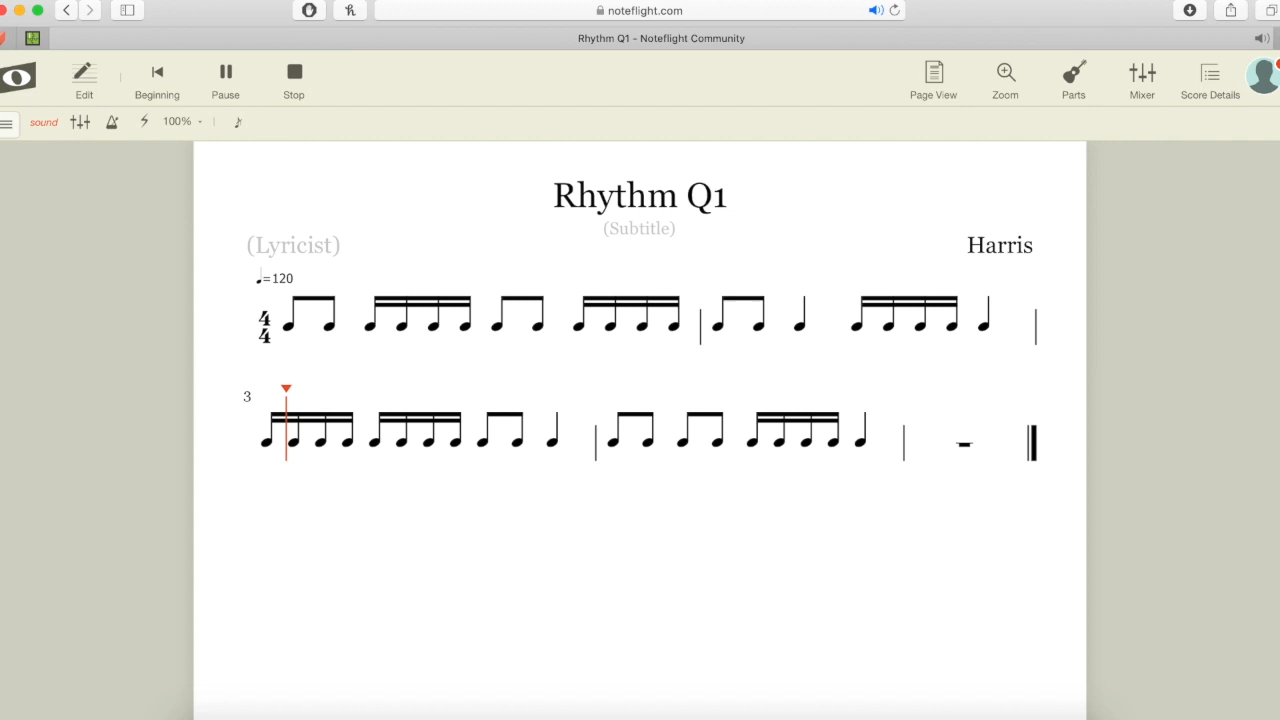 noteflight.com
Rhythm Q1 - Noteflight Community
Edit Beginning Pause Stop Page View Zoom Parts Mixer Score Details
sound 100%
Rhythm Q1
(Subtitle)
(Lyricist) Harris
=120
4
4
3